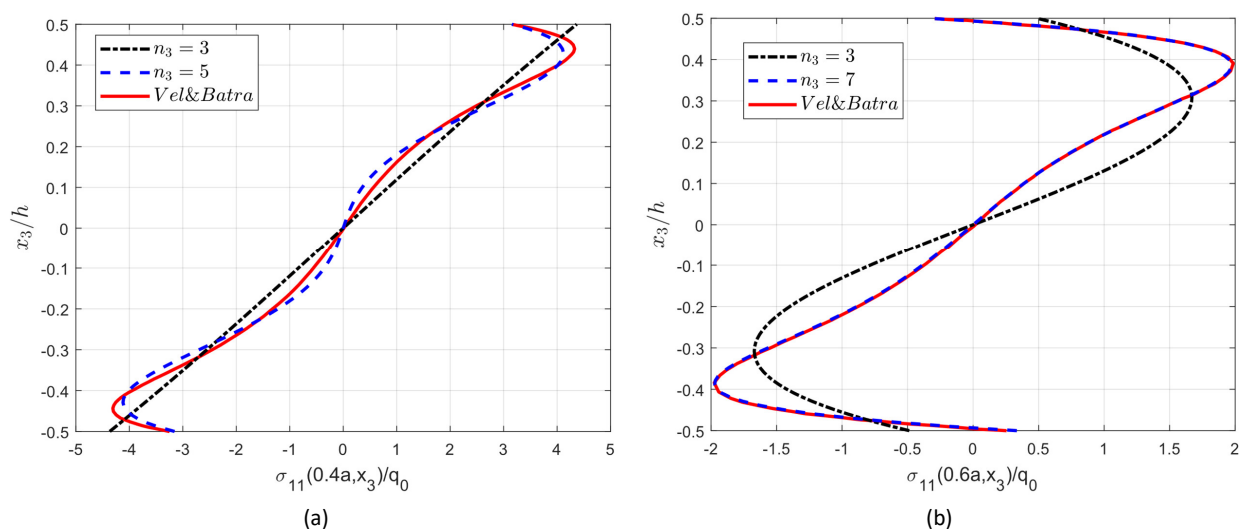 0.5
0.4
0.3
0.2
0.1
0
-0.1
-0.2
-0.3
-0.4
-0.5
x₃/h
n₃ = 3
n₃ = 5
Vel&Batra
-5 -4 -3 -2 -1 0 1 2 3 4 5
σ₁₁(0.4a,x₃)/q₀
(a)
0.5
0.4
0.3
0.2
0.1
0
-0.1
-0.2
-0.3
-0.4
-0.5
x₃/h
n₃ = 3
n₃ = 7
Vel&Batra
-2 -1.5 -1 -0.5 0 0.5 1 1.5 2
σ₁₁(0.6a,x₃)/q₀
(b)